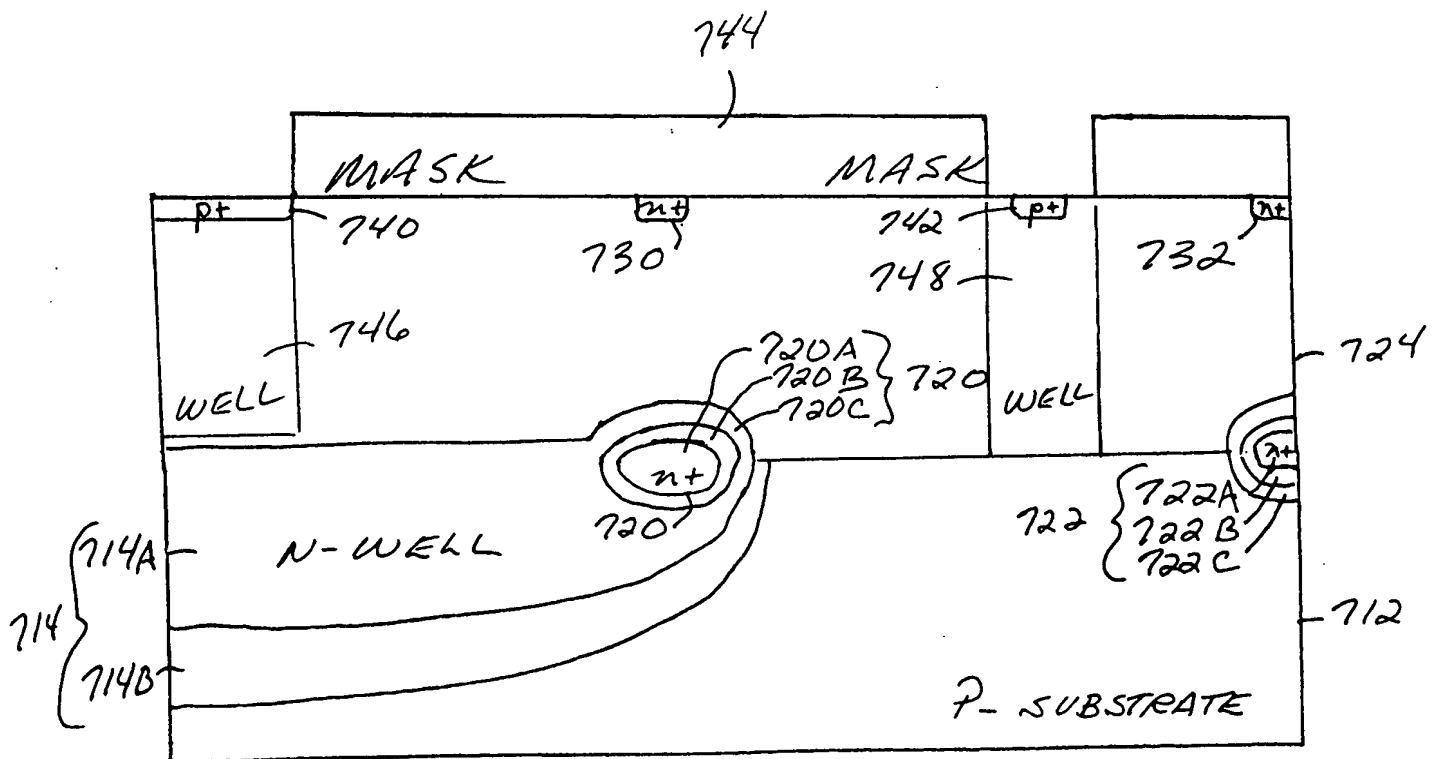 744
MASK MASK
p+ n+ p+ n+
740 730 742 732
748
746
720A
720B 720
720C
724
WELL WELL
n+ n+
720
722A
722 722B
722C
714A N-WELL
712
714
714B
P- SUBSTRATE